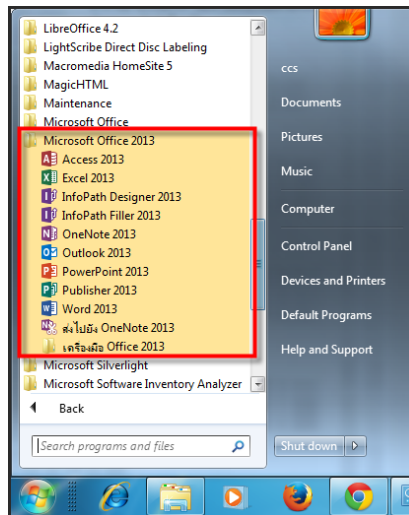 LibreOffice 4.2
LightScribe Direct Disc Labeling
Macromedia HomeSite 5
MagicHTML
Maintenance
Microsoft Office
Microsoft Office 2013
Access 2013
Excel 2013
InfoPath Designer 2013
InfoPath Filler 2013
OneNote 2013
Outlook 2013
PowerPoint 2013
Publisher 2013
Word 2013
ส่งไปยัง OneNote 2013
เครื่องมือ Office 2013
Microsoft Silverlight
Microsoft Software Inventory Analyzer
Back
Search programs and files
ccs
Documents
Pictures
Music
Computer
Control Panel
Devices and Printers
Default Programs
Help and Support
Shut down